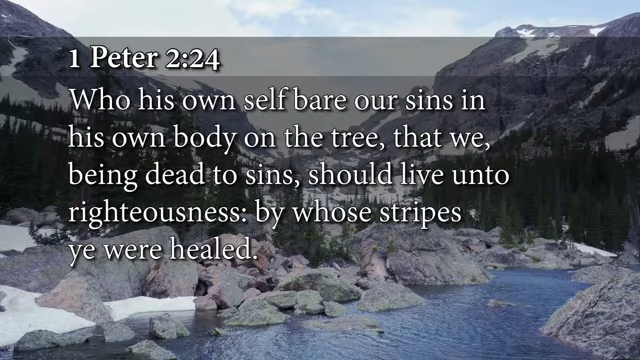 1 Peter 2:24
Who his own self bare our sins in
his own body on the tree, that we,
being dead to sins, should live unto
righteousness: by whose stripes
ye were healed.